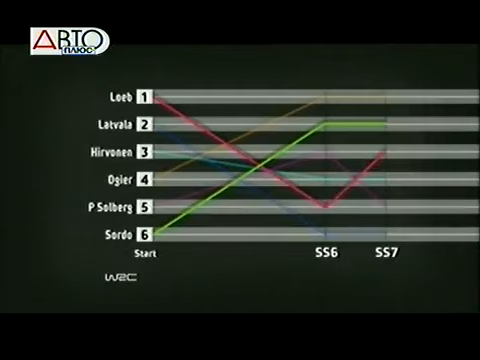 АВТО
ПЛЮС
Loeb 1
Latvala 2
Hirvonen 3
Ogier 4
P Solberg 5
Sordo 6
Start SS6 SS7
WRC